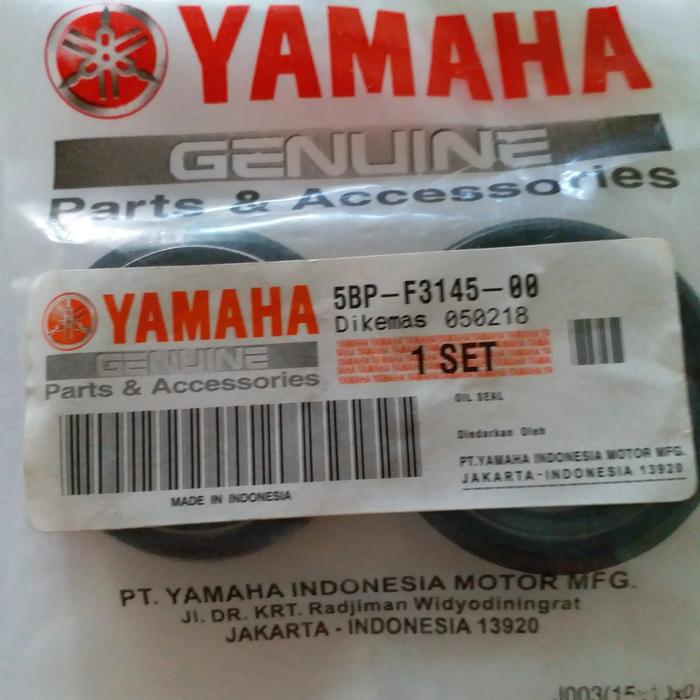 YAMAHA
GENUINE
Parts & Accessories
YAMAHA
GENUINE
Parts & Accessories
MADE IN INDONESIA
5BP-F3145-00
Dikemas 050218
1 SET
OIL SEAL
Diedarkan Oleh
PT.YAMAHA INDONESIA MOTOR MFG.
JAKARTA-INDONESIA 13920
PT. YAMAHA INDONESIA MOTOR MFG.
Jl. DR. KRT. Radjiman Widyodiningrat
JAKARTA - INDONESIA 13920